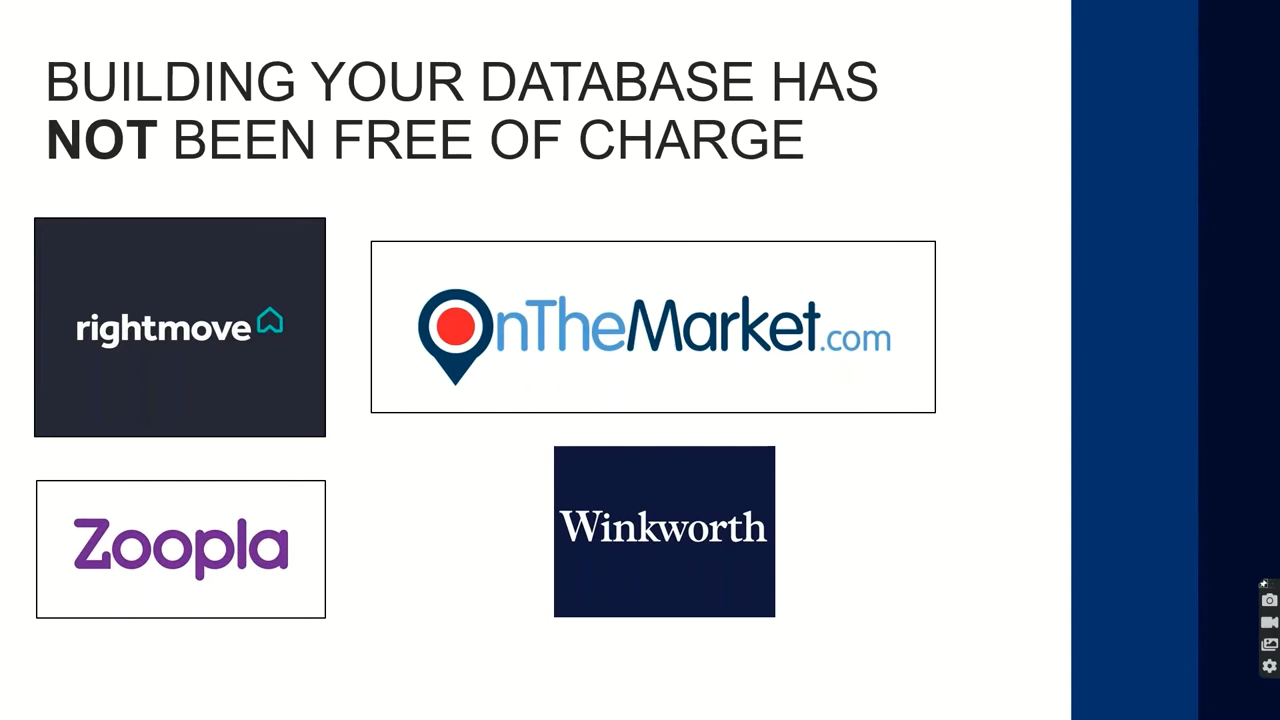 BUILDING YOUR DATABASE HAS
NOT BEEN FREE OF CHARGE
rightmove
OnTheMarket.com
Zoopla
Winkworth